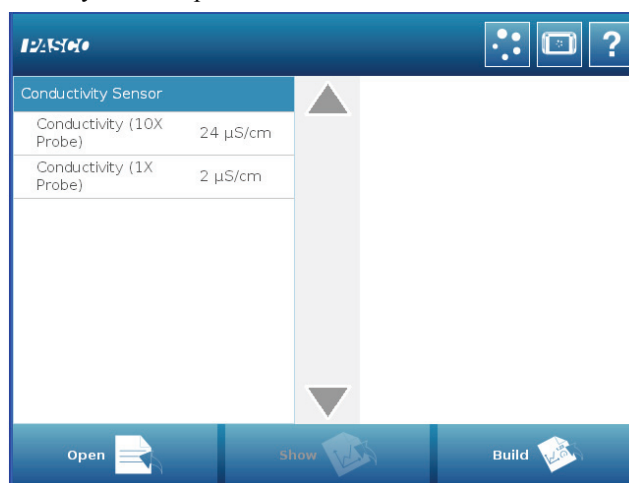 PASCO
?
Conductivity Sensor
Conductivity (10X
Probe)
24 µS/cm
Conductivity (1X
Probe)
2 µS/cm
Open
Show
Build